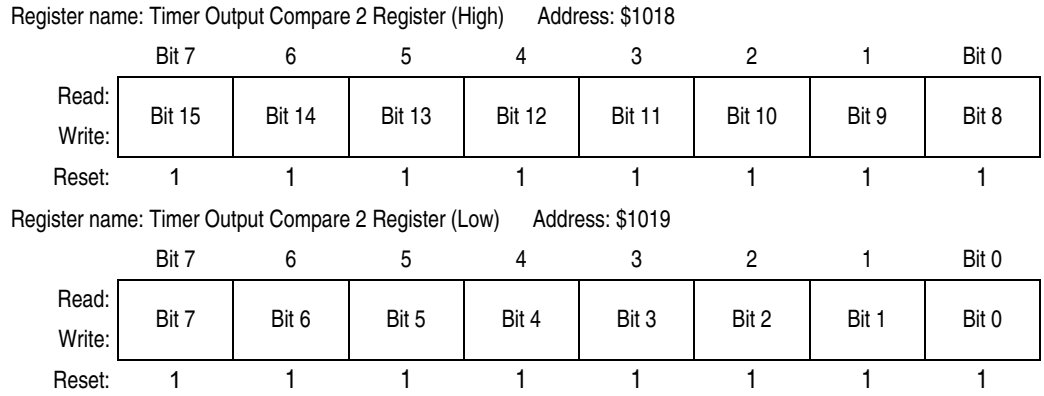 Register name: Timer Output Compare 2 Register (High) Address: $1018
Bit 7 6 5 4 3 2 1 Bit 0
Read:
Bit 15 Bit 14 Bit 13 Bit 12 Bit 11 Bit 10 Bit 9 Bit 8
Write:
Reset: 1 1 1 1 1 1 1 1
Register name: Timer Output Compare 2 Register (Low) Address: $1019
Bit 7 6 5 4 3 2 1 Bit 0
Read:
Bit 7 Bit 6 Bit 5 Bit 4 Bit 3 Bit 2 Bit 1 Bit 0
Write:
Reset: 1 1 1 1 1 1 1 1